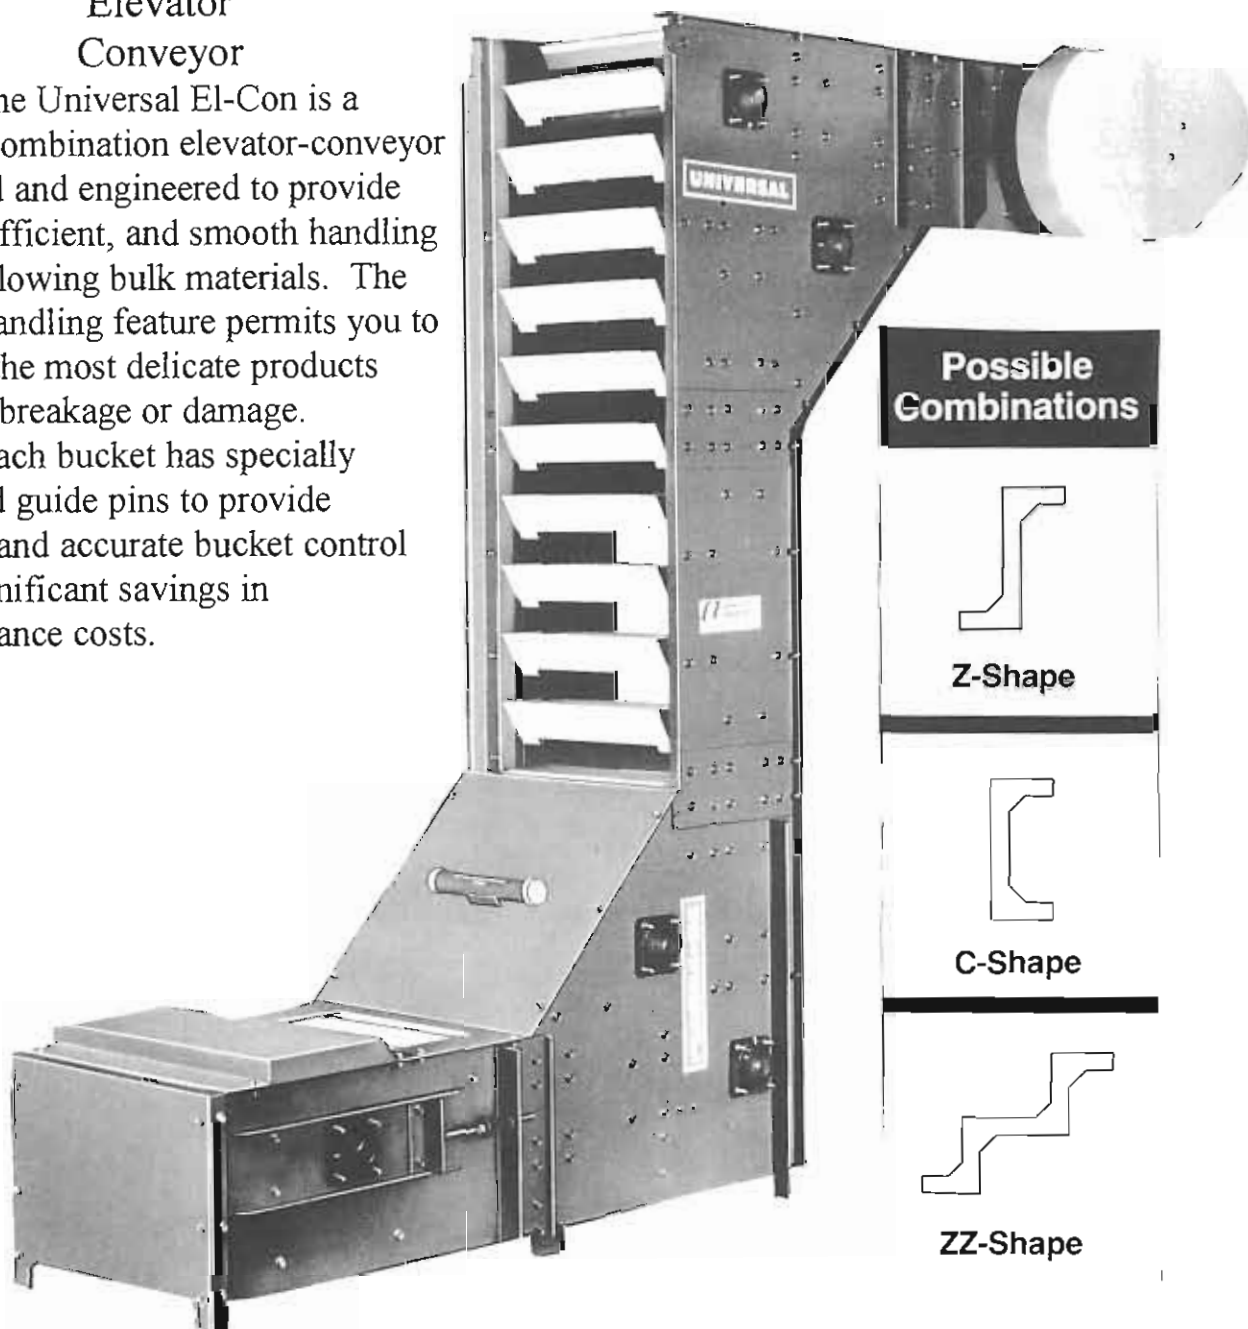 Elevator
Conveyor
he Universal El-Con is a
ombination elevator-conveyor
l and engineered to provide
fficient, and smooth handling
lowing bulk materials. The
andling feature permits you to
he most delicate products
breakage or damage.
ach bucket has specially
l guide pins to provide
and accurate bucket control
nificant savings in
ance costs.
UNIVERSAL
Possible
Combinations
Z-Shape
C-Shape
ZZ-Shape